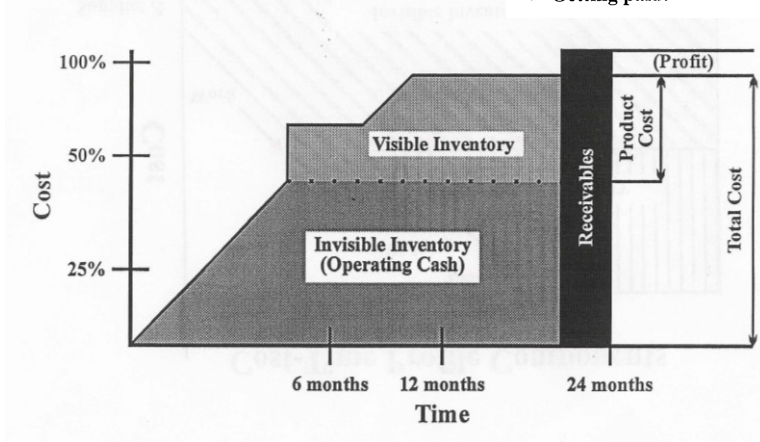 100%
50%
25%
Cost
Visible Inventory
Invisible Inventory
(Operating Cash)
Receivables
(Profit)
Product
Cost
Total Cost
6 months
12 months
24 months
Time